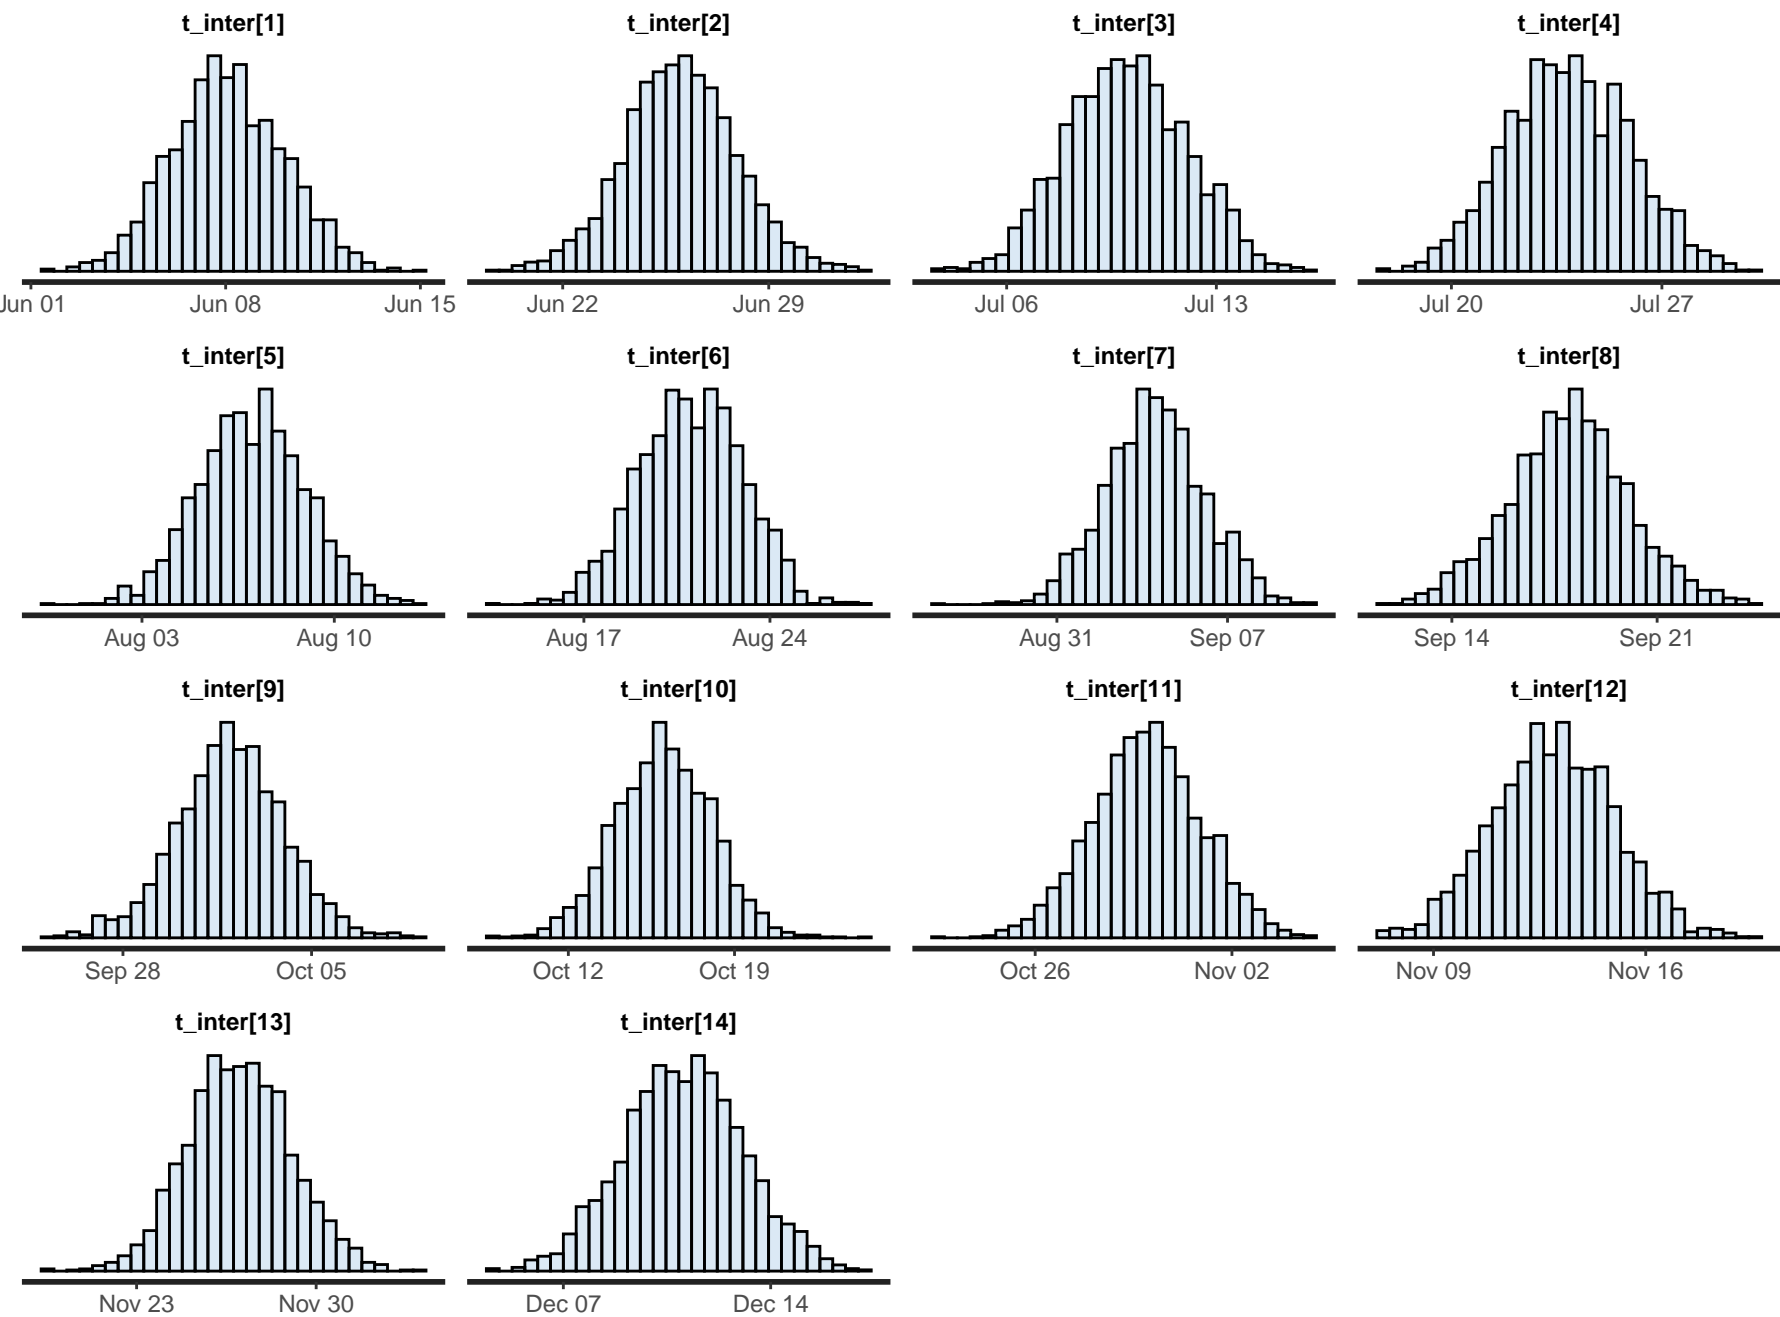 t_inter[1] t_inter[2] t_inter[3] t_inter[4]
Jun 01 Jun 08 Jun 15 Jun 22 Jun 29 Jul 06 Jul 13 Jul 20 Jul 27
t_inter[5] t_inter[6] t_inter[7] t_inter[8]
Aug 03 Aug 10 Aug 17 Aug 24 Aug 31 Sep 07 Sep 14 Sep 21
t_inter[9] t_inter[10] t_inter[11] t_inter[12]
Sep 28 Oct 05 Oct 12 Oct 19 Oct 26 Nov 02 Nov 09 Nov 16
t_inter[13] t_inter[14]
Nov 23 Nov 30 Dec 07 Dec 14